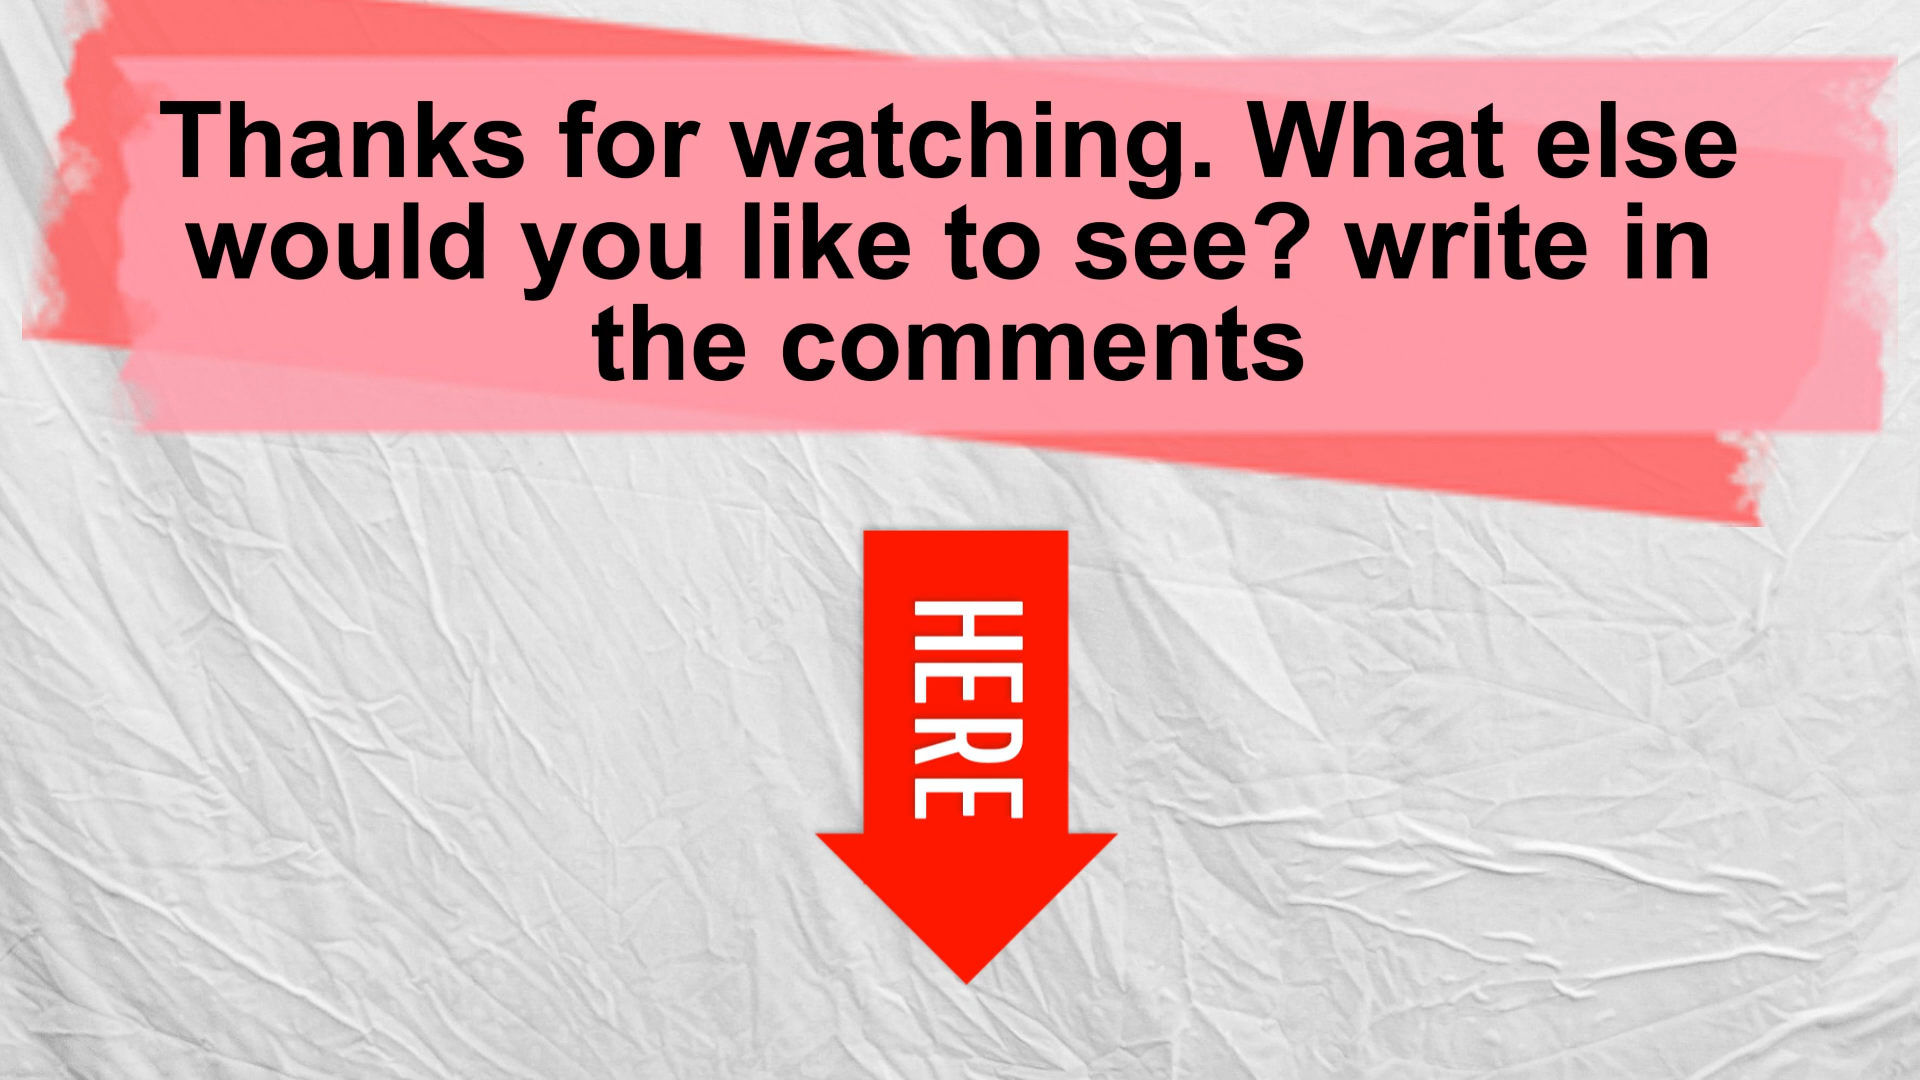 Thanks for watching. What else
would you like to see? write in
the comments
HERE